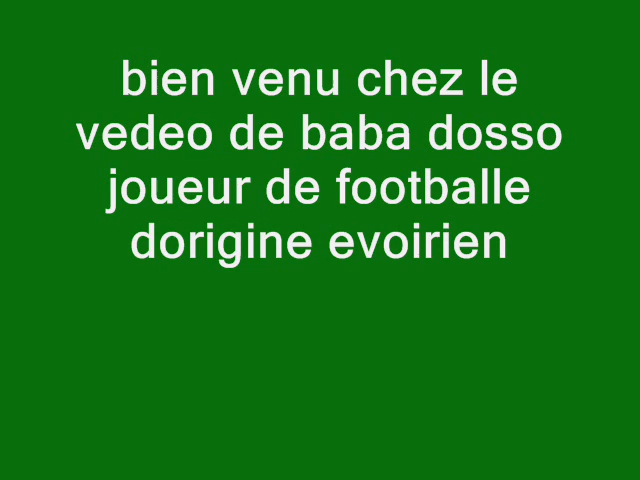 bien venu chez le
vedeo de baba dosso
joueur de footballe
dorigine evoirien